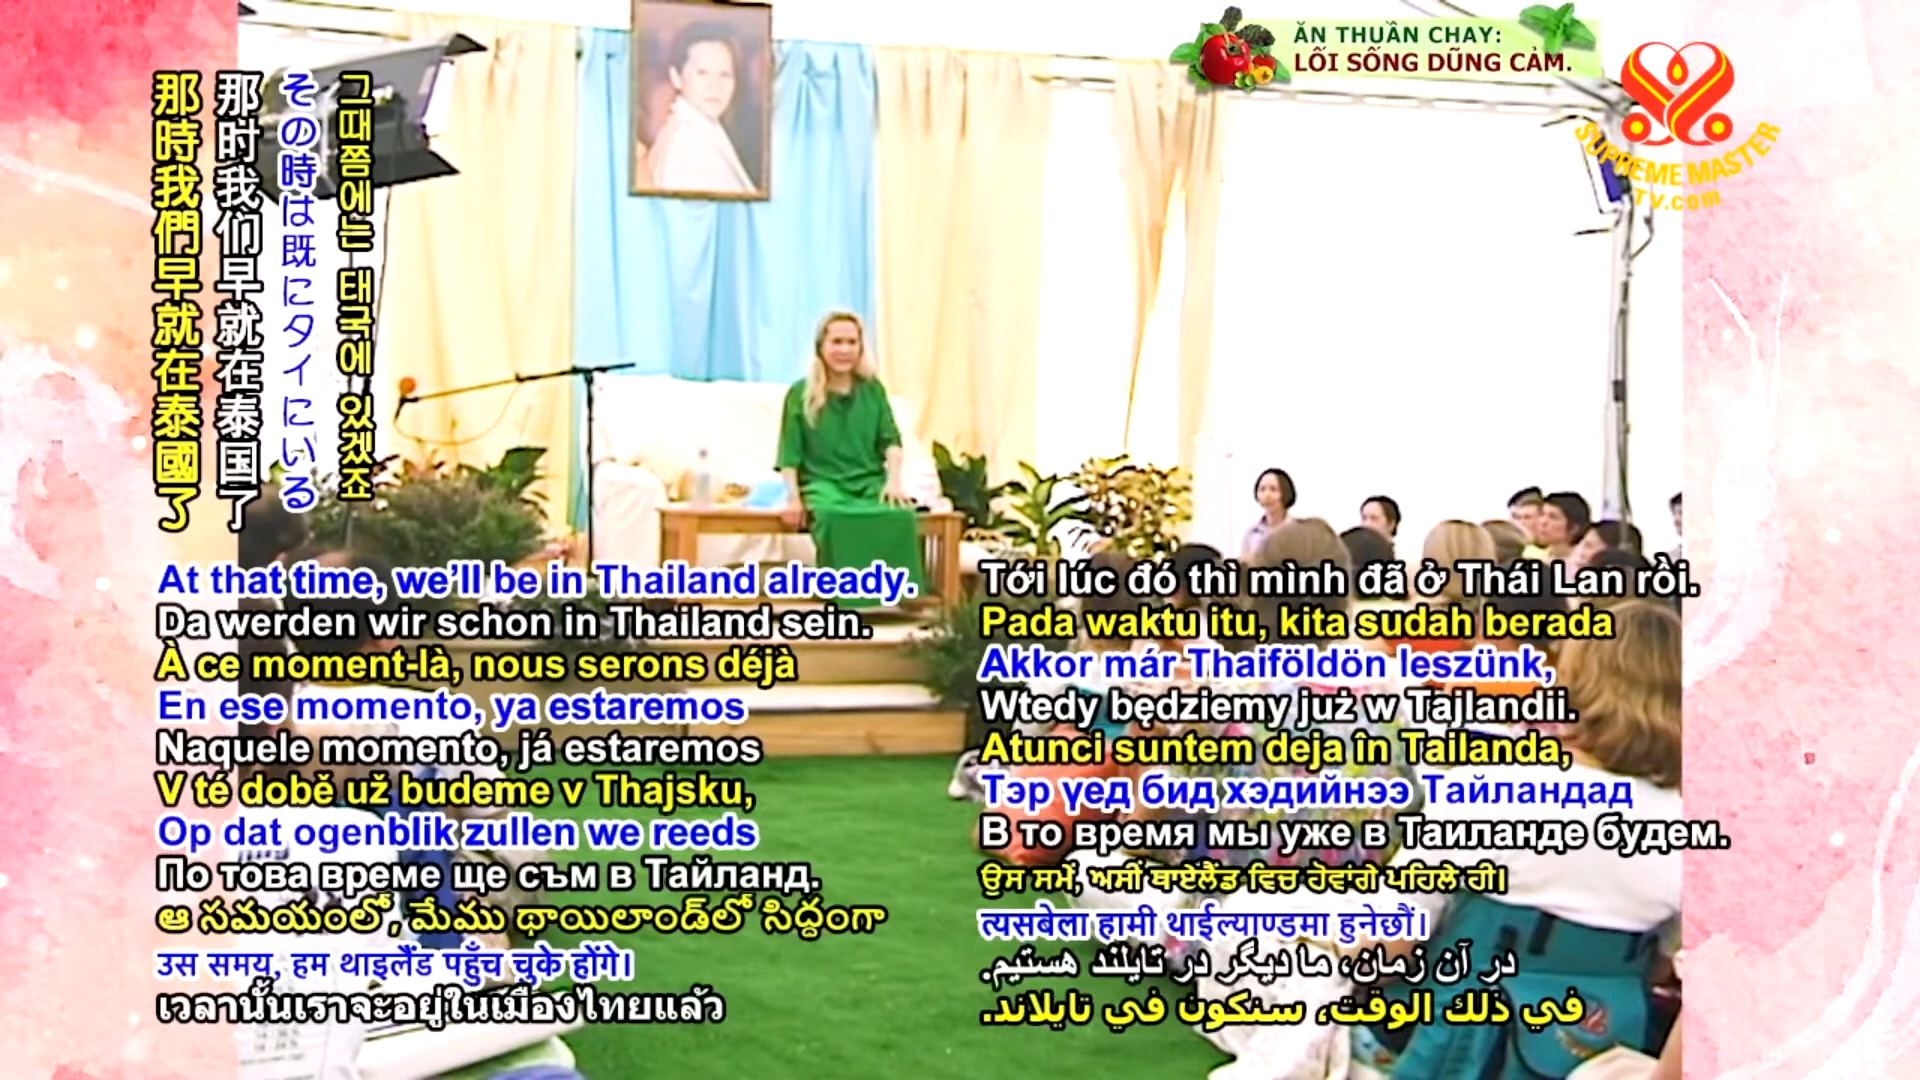 ĂN THUẦN CHAY:
LỐI SỐNG DŨNG CẢM.
SUPREME MASTER
TV.com
그때쯤에는 태국에 있겠죠
その時は既にタイにいる
那时我们早就在泰国了
那時我們早就在泰國了
At that time, we’ll be in Thailand already.
Da werden wir schon in Thailand sein.
À ce moment-là, nous serons déjà
En ese momento, ya estaremos
Naquele momento, já estaremos
V té době už budeme v Thajsku,
Op dat ogenblik zullen we reeds
По това време ще съм в Тайланд.
ఆ సమయంలో, మేము థాయిలాండ్‌లో సిద్ధంగా
उस समय, हम थाइलैंड पहुँच चुके होंगे।
เวลานั้นเราจะอยู่ในเมืองไทยแล้ว
Tới lúc đó thì mình đã ở Thái Lan rồi.
Pada waktu itu, kita sudah berada
Akkor már Thaiföldön leszünk,
Wtedy będziemy już w Tajlandii.
Atunci suntem deja în Tailanda,
Тэр үед бид хэдийнээ Тайландад
В то время мы уже в Таиланде будем.
ਉਸ ਸਮੇਂ, ਅਸੀਂ ਥਾਈਲੈਂਡ ਵਿਚ ਹੋਵਾਂਗੇ ਪਹਿਲੇ ਹੀ।
त्यसबेला हामी थाईल्याण्डमा हुनेछौं।
در آن زمان، ما دیگر در تایلند هستیم.
في ذلك الوقت، سنكون في تايلاند.